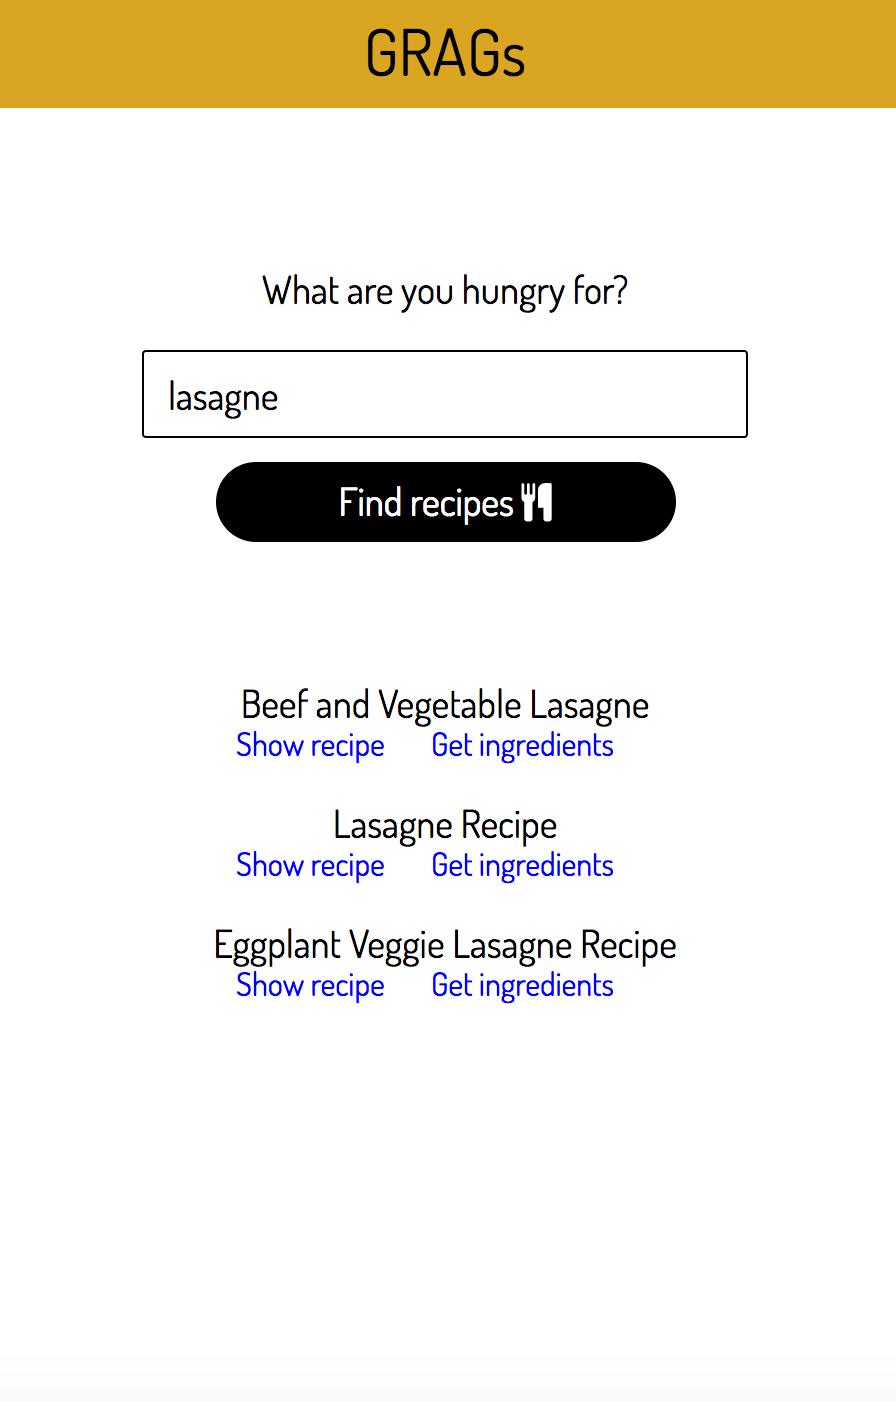 GRAGs
What are you hungry for?
lasagne
Find recipes
Beef and Vegetable Lasagne
Show recipe Get ingredients
Lasagne Recipe
Show recipe Get ingredients
Eggplant Veggie Lasagne Recipe
Show recipe Get ingredients